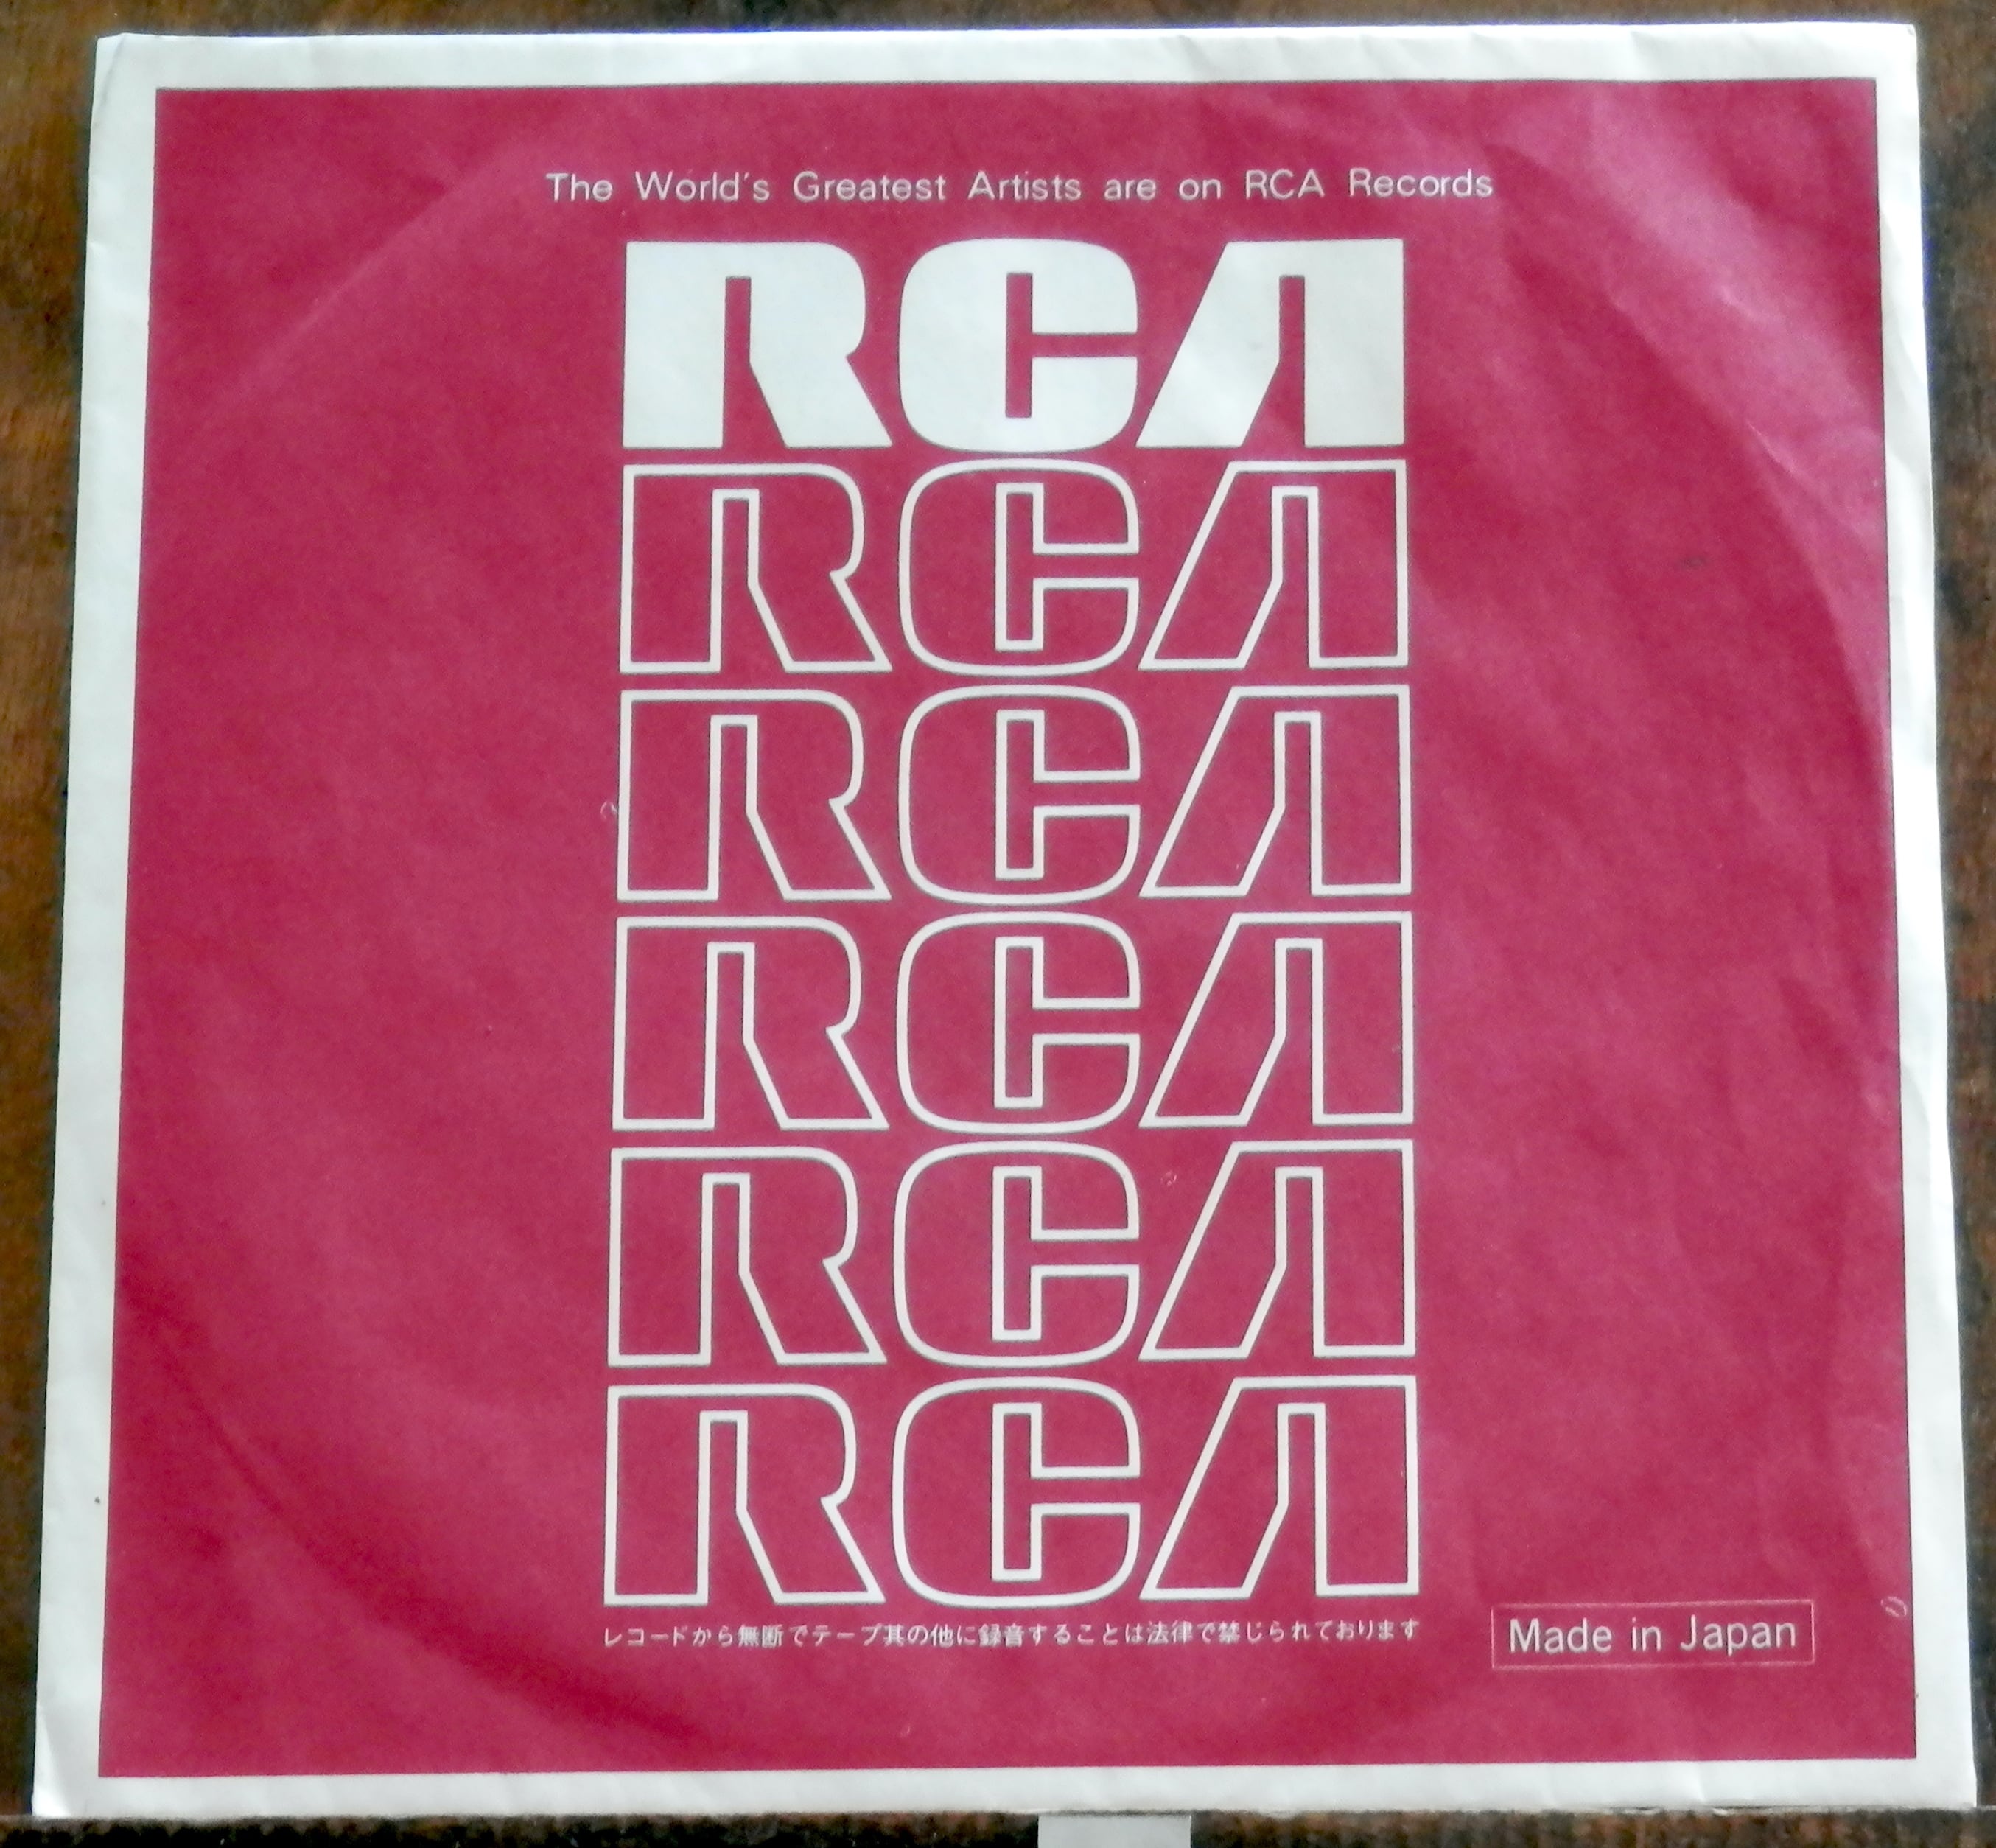 The World's Greatest Artists are on RCA Records
RCA
RCA
RCA
RCA
RCA
RCA
レコードから無断でテープ其の他に録音することは法律で禁じられております
Made in Japan